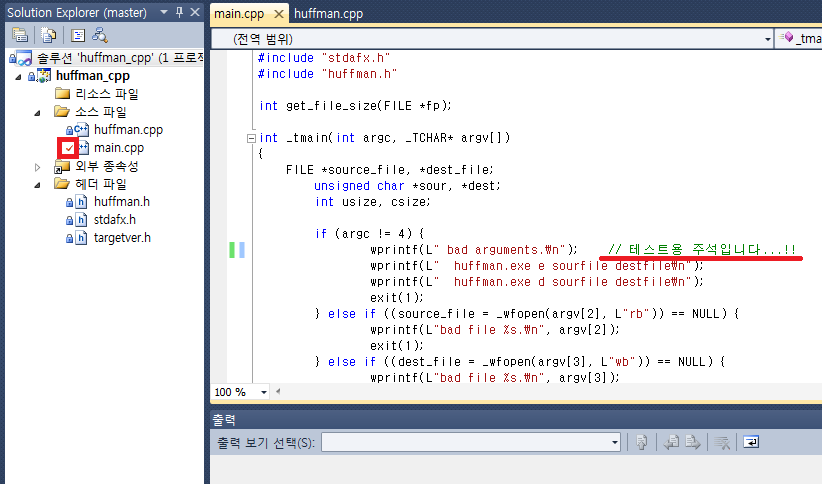 Solution Explorer (master)
솔루션 'huffman_cpp' (1 프로젝
huffman_cpp
리소스 파일
소스 파일
huffman.cpp
main.cpp
외부 종속성
헤더 파일
huffman.h
stdafx.h
targetver.h
main.cpp
huffman.cpp
(전역 범위)
_tma
#include "stdafx.h"
#include "huffman.h"
int get_file_size(FILE *fp);
int _tmain(int argc, _TCHAR* argv[])
{
FILE *source_file, *dest_file;
unsigned char *sour, *dest;
int usize, csize;
if (argc != 4) {
wprintf(L" bad arguments.₩n"); // 테스트용 주석입니다...!!
wprintf(L"  huffman.exe e sourfile destfile₩n");
wprintf(L"  huffman.exe d sourfile destfile₩n");
exit(1);
} else if ((source_file = _wfopen(argv[2], L"rb")) == NULL) {
wprintf(L"bad file %s.₩n", argv[2]);
exit(1);
} else if ((dest_file = _wfopen(argv[3], L"wb")) == NULL) {
wprintf(L"bad file %s.₩n", argv[3]);
100 %
출력
출력 보기 선택(S):